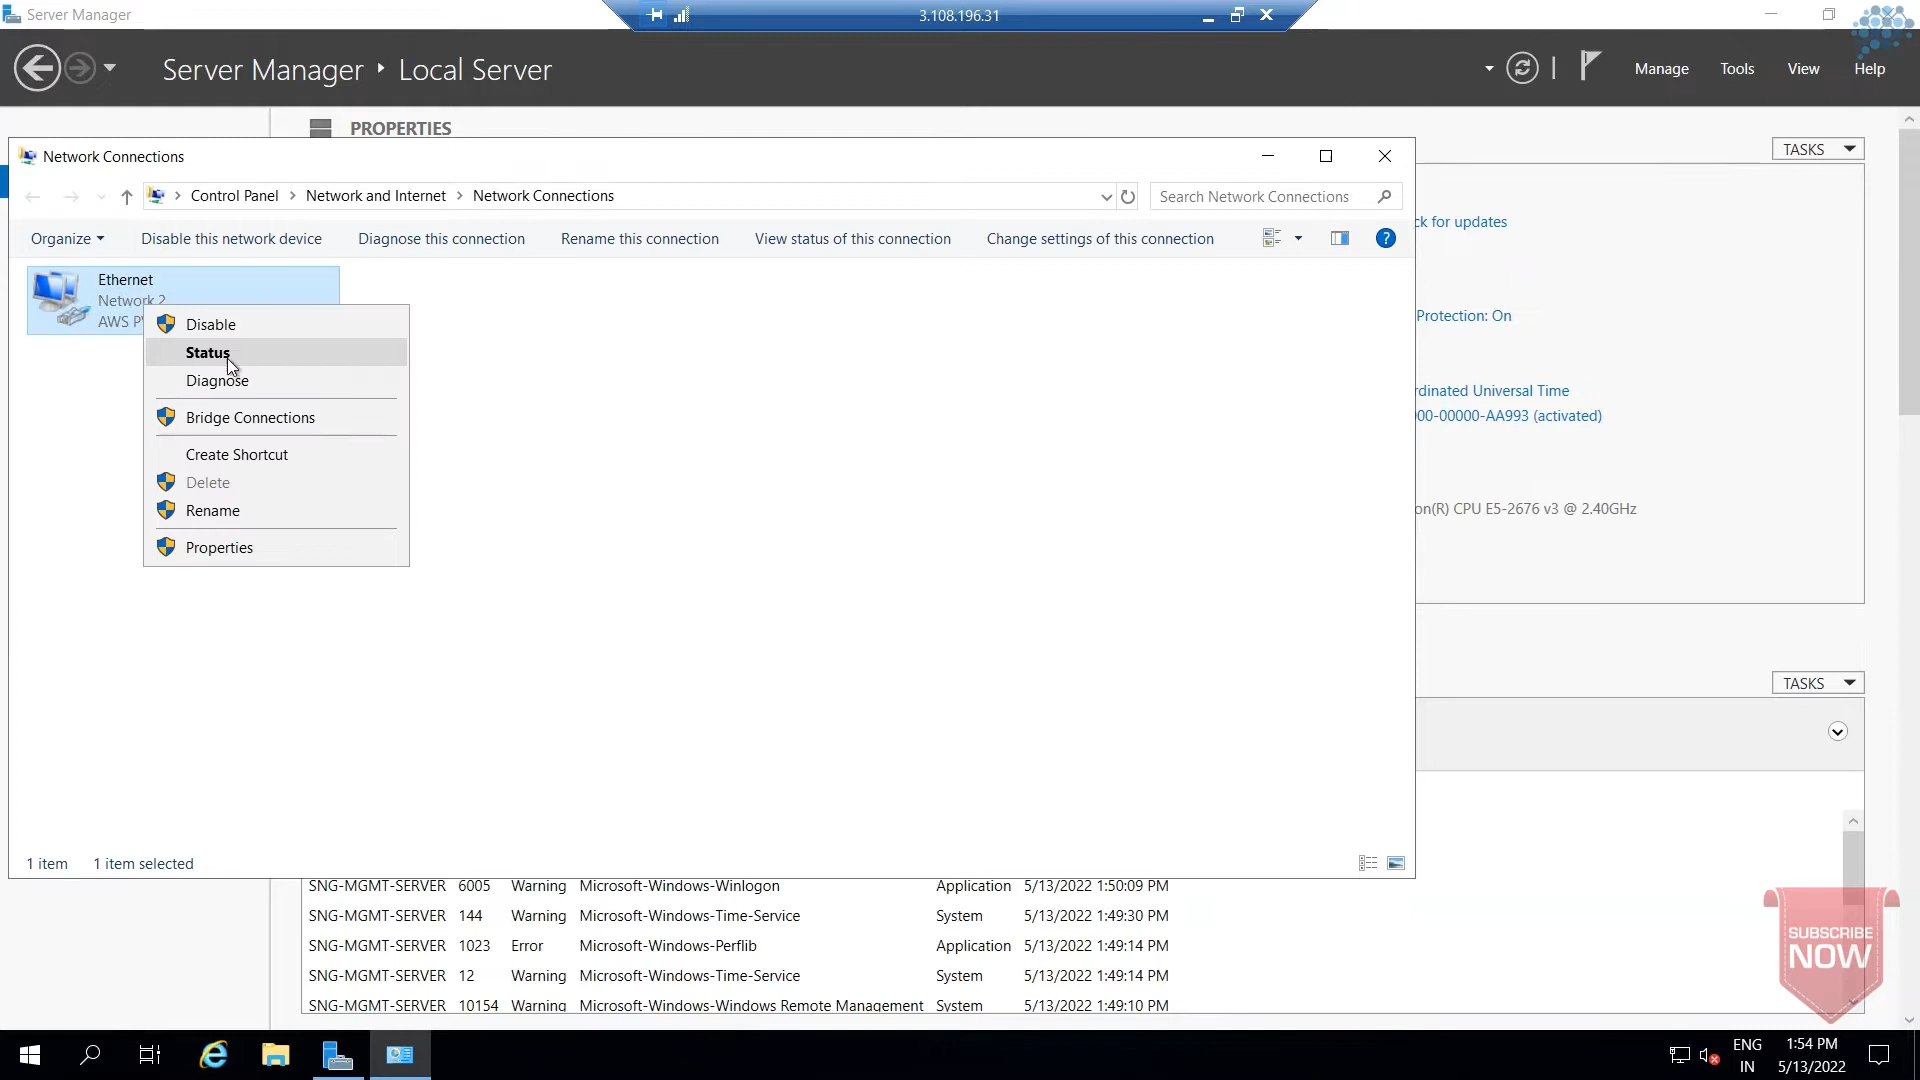 Server Manager
3.108.196.31
Server Manager Local Server
Manage Tools View Help
PROPERTIES
TASKS
Network Connections
Control Panel Network and Internet Network Connections
Search Network Connections
Organize Disable this network device Diagnose this connection Rename this connection View status of this connection Change settings of this connection
ck for updates
Ethernet
Network 2
AWS P
Disable
Status
Diagnose
Bridge Connections
Create Shortcut
Delete
Rename
Properties
Protection: On
rdinated Universal Time
00-00000-AA993 (activated)
on(R) CPU E5-2676 v3 @ 2.40GHz
TASKS
1 item 1 item selected
SNG-MGMT-SERVER 6005 Warning Microsoft-Windows-Winlogon Application 5/13/2022 1:50:09 PM
SNG-MGMT-SERVER 144 Warning Microsoft-Windows-Time-Service System 5/13/2022 1:49:30 PM
SNG-MGMT-SERVER 1023 Error Microsoft-Windows-Perflib Application 5/13/2022 1:49:14 PM
SNG-MGMT-SERVER 12 Warning Microsoft-Windows-Time-Service System 5/13/2022 1:49:14 PM
SNG-MGMT-SERVER 10154 Warning Microsoft-Windows-Windows Remote Management System 5/13/2022 1:49:10 PM
SUBSCRIBE
NOW
ENG
IN
1:54 PM
5/13/2022